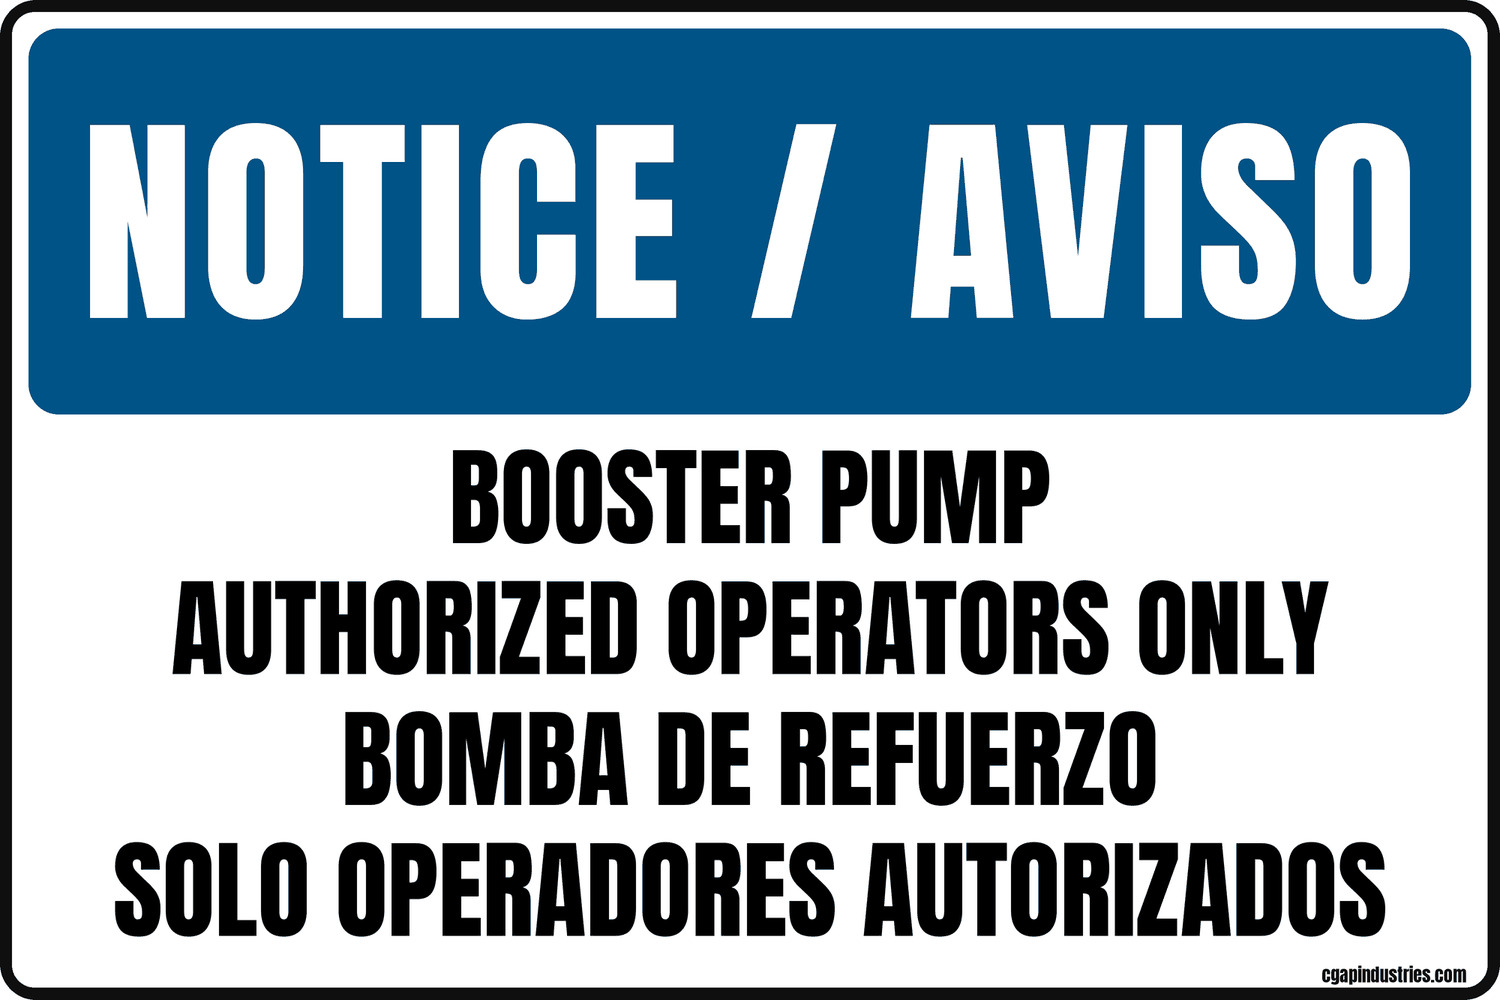 NOTICE / AVISO
BOOSTER PUMP
AUTHORIZED OPERATORS ONLY
BOMBA DE REFUERZO
SOLO OPERADORES AUTORIZADOS
cgapindustries.com